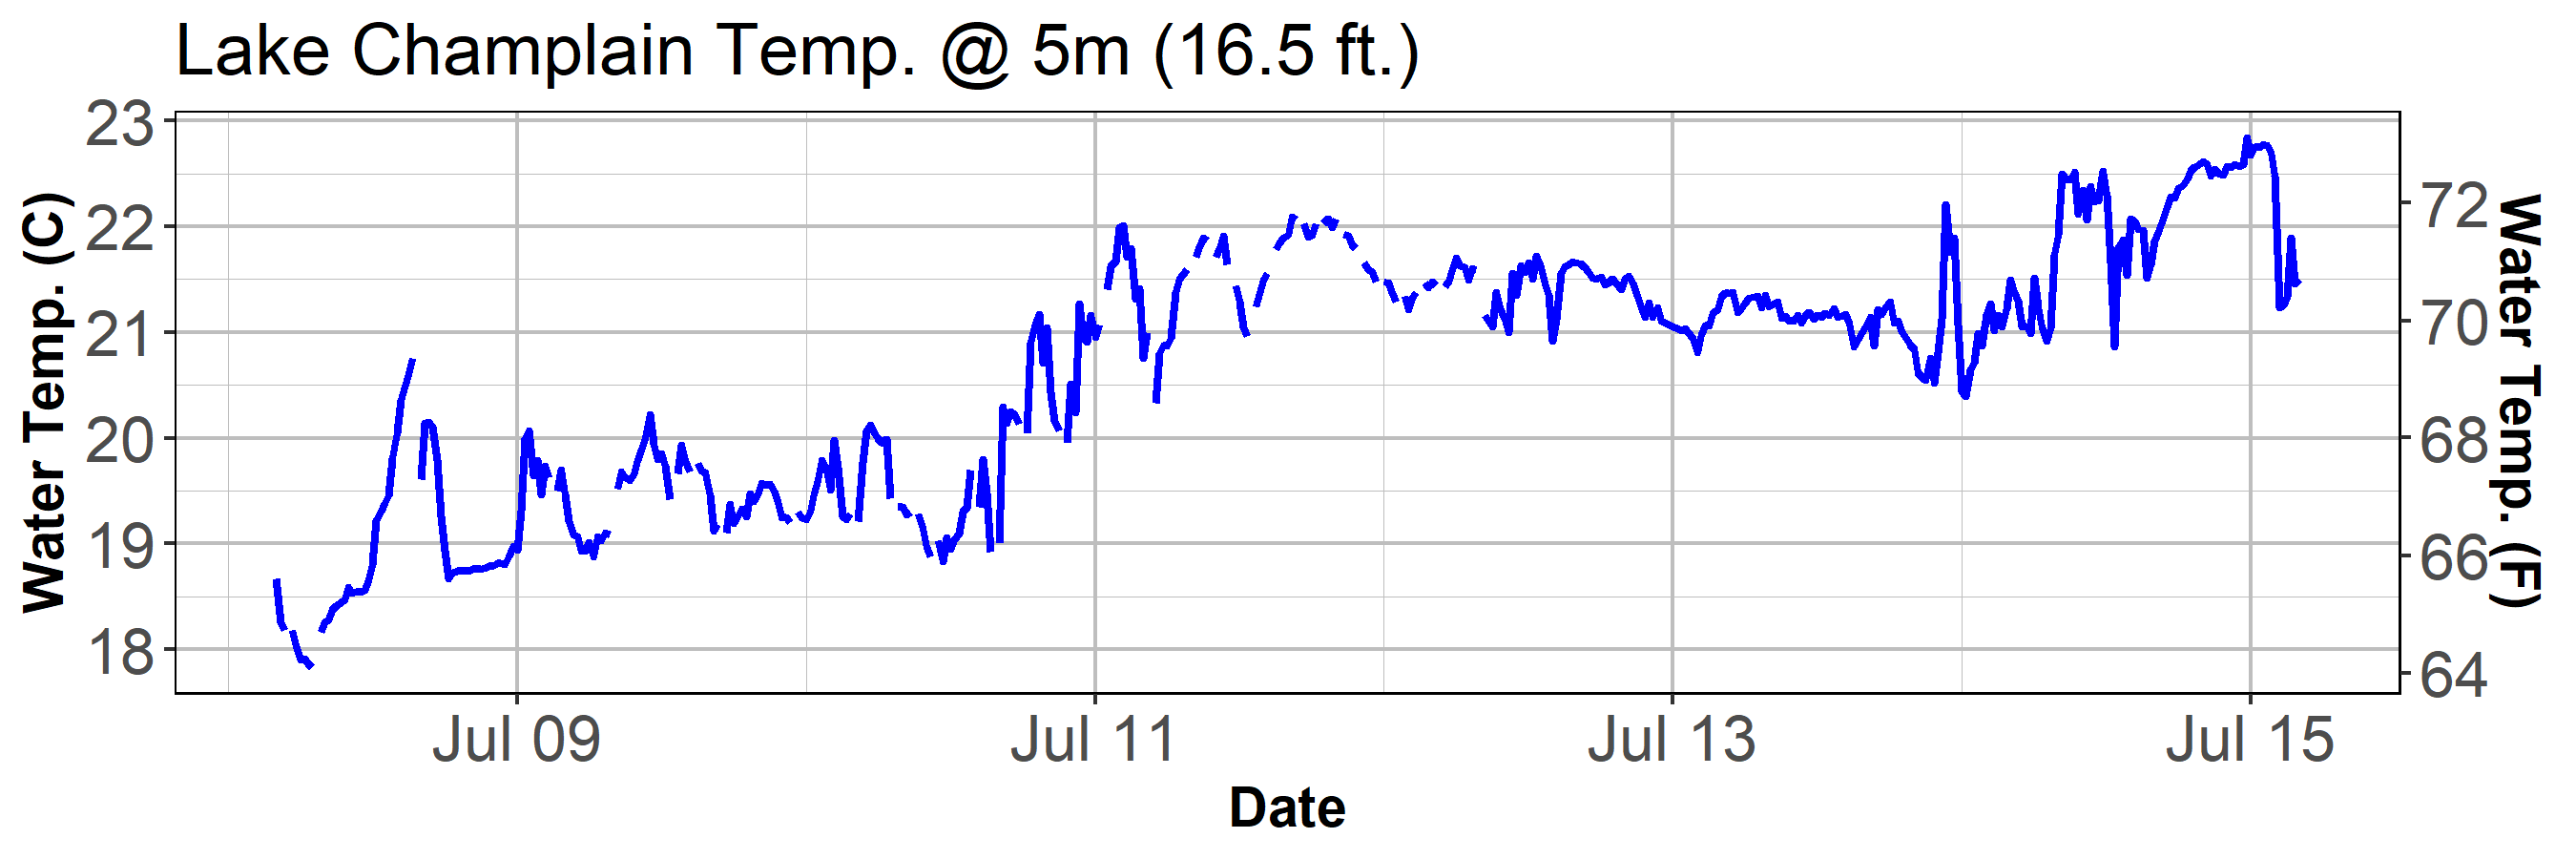 Lake Champlain Temp. @ 5m (16.5 ft.)
Water Temp. (C)
23
22
21
20
19
18
72
70
68
66
64
Water Temp. (F)
Jul 09 Jul 11 Jul 13 Jul 15
Date